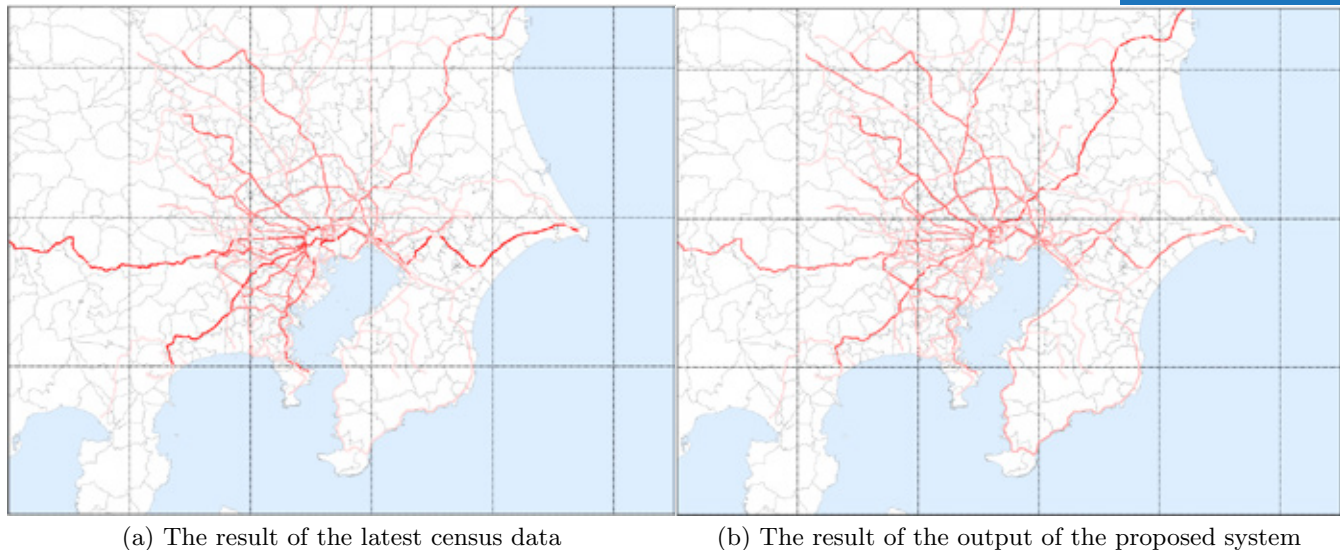 (a) The result of the latest census data
(b) The result of the output of the proposed system